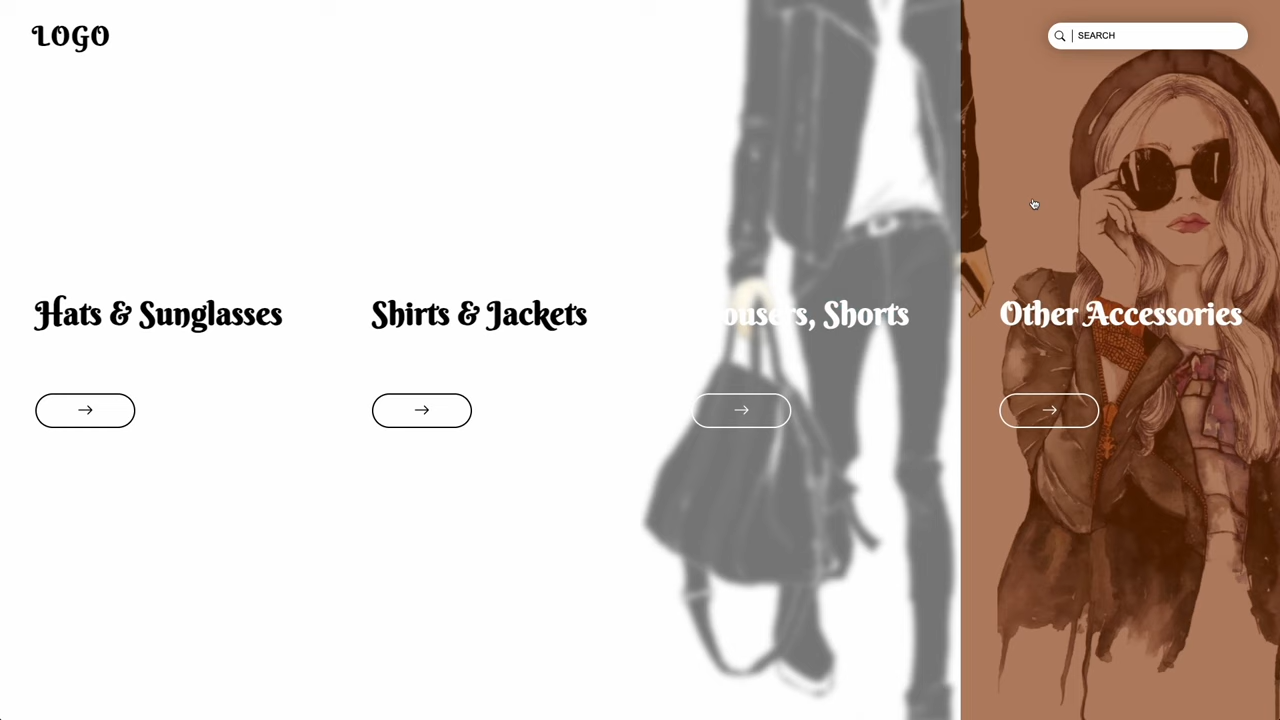 LOGO
SEARCH
Hats & Sunglasses
Shirts & Jackets
Shorts
Other Accessories